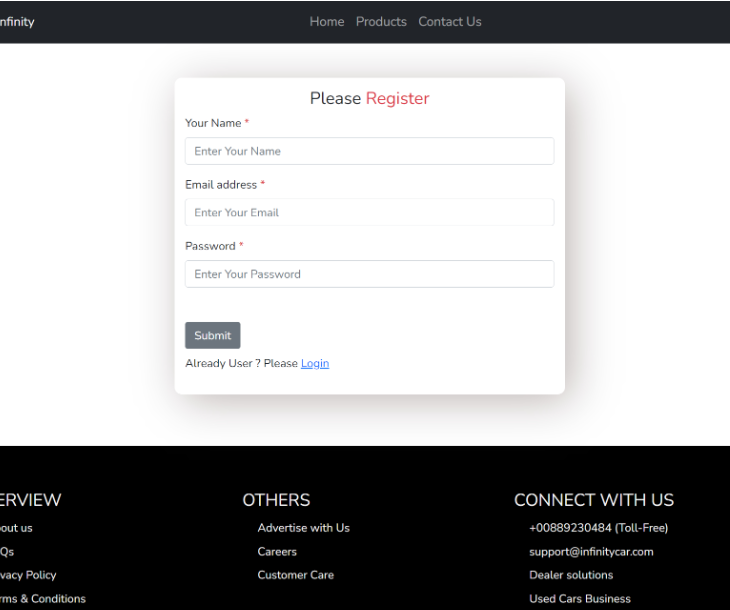 nfinity
Home Products Contact Us
Please Register
Your Name *
Enter Your Name
Email address *
Enter Your Email
Password *
Enter Your Password
Submit
Already User ? Please Login
ERVIEW
out us
Qs
vacy Policy
rms & Conditions
OTHERS
Advertise with Us
Careers
Customer Care
CONNECT WITH US
+00889230484 (Toll-Free)
support@infinitycar.com
Dealer solutions
Used Cars Business